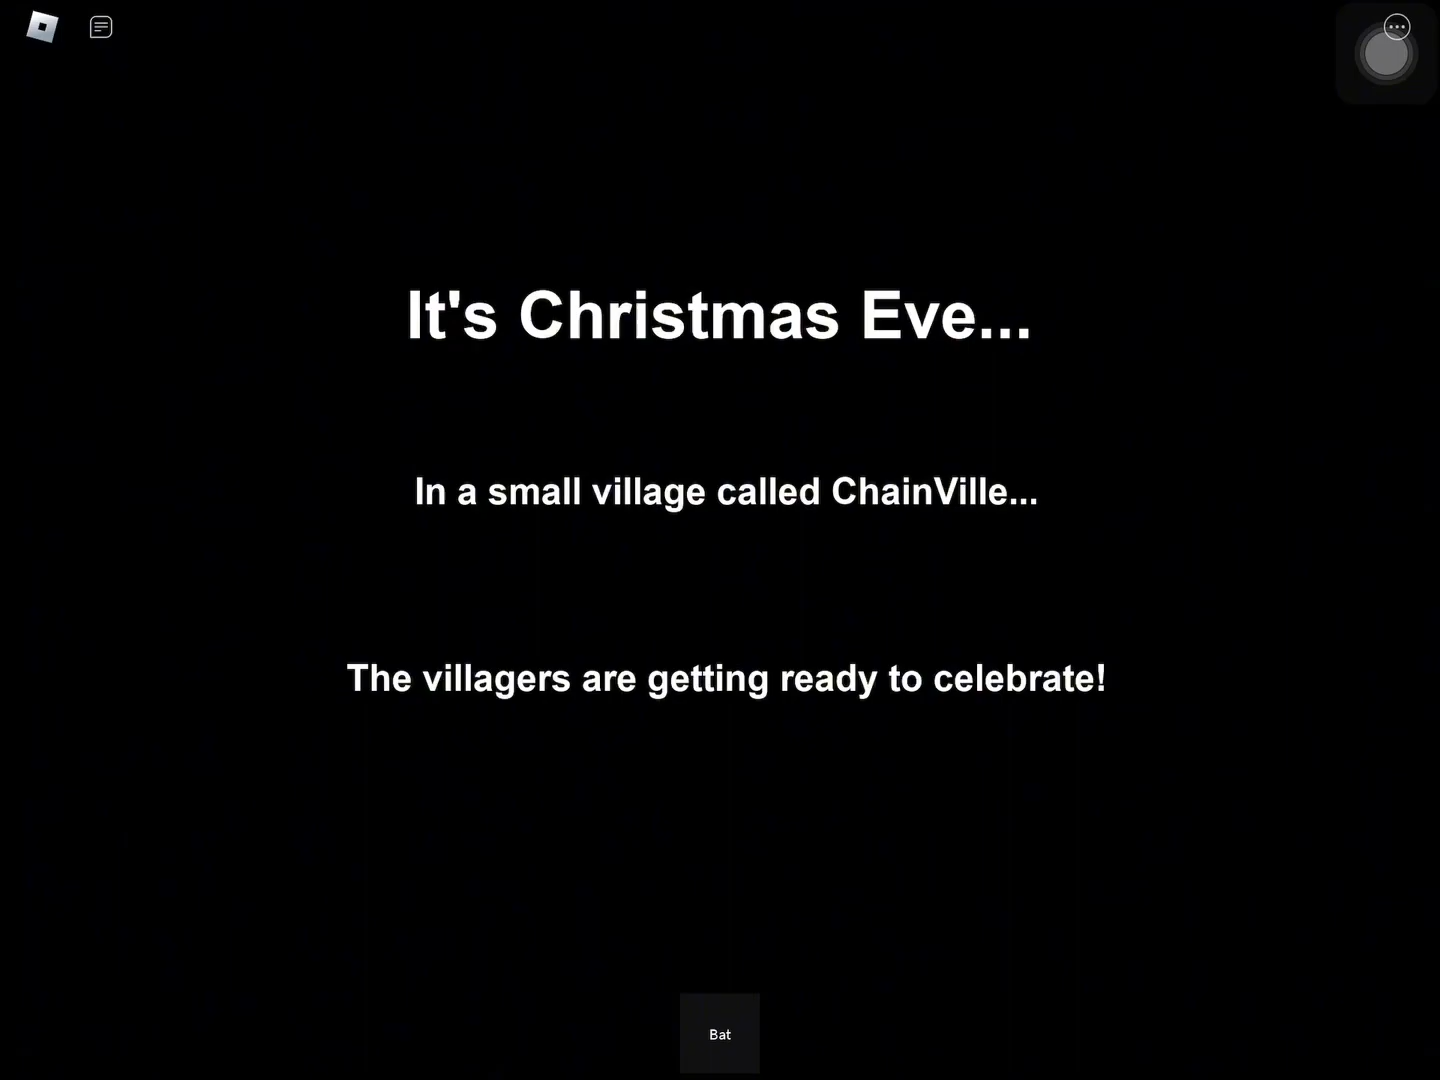 It's Christmas Eve...
In a small village called ChainVille...
The villagers are getting ready to celebrate!
Bat